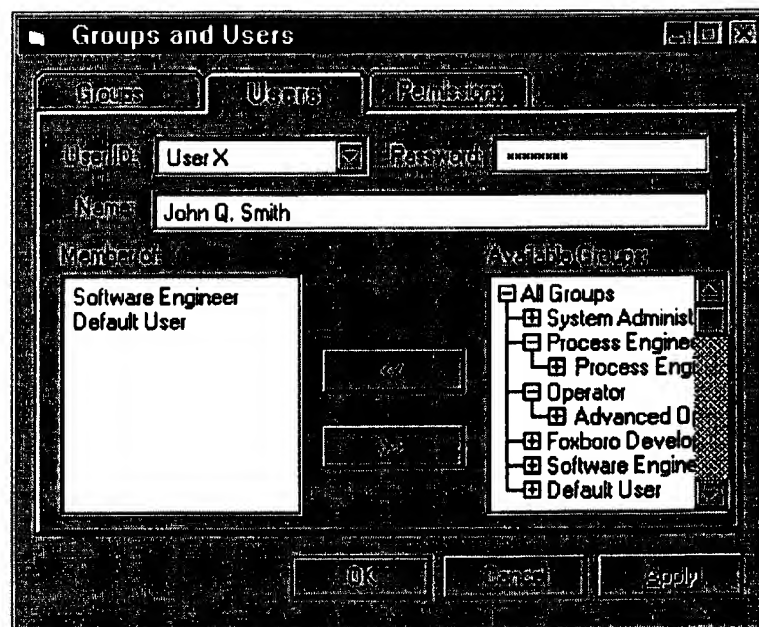 Groups and Users
Groups Users Permissions
User ID: User X Password: xxxxxxxx
Name: John Q. Smith
Member of: Available Groups:
Software Engineer
Default User
All Groups
System Administ
Process Enginee
Process Engi
Operator
Advanced O
Foxboro Develo
Software Engine
Default User
<<
>>
OK Cancel Apply